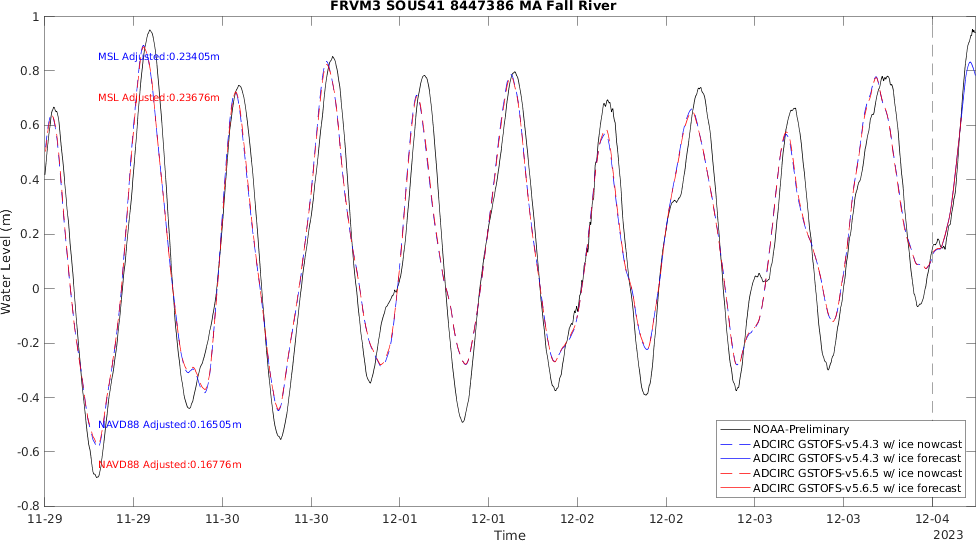 FRVM3 SOUS41 8447386 MA Fall River
1
0.8
0.6
0.4
0.2
0
-0.2
-0.4
-0.6
-0.8
Water Level (m)
MSL Adjusted:0.23405m
MSL Adjusted:0.23676m
NAVD88 Adjusted:0.16505m
NAVD88 Adjusted:0.16776m
NOAA-Preliminary
ADCIRC GSTOFS-v5.4.3 w/ ice nowcast
ADCIRC GSTOFS-v5.4.3 w/ ice forecast
ADCIRC GSTOFS-v5.6.5 w/ ice nowcast
ADCIRC GSTOFS-v5.6.5 w/ ice forecast
11-29 11-29 11-30 11-30 12-01 12-01 12-02 12-02 12-03 12-03 12-04
Time 2023